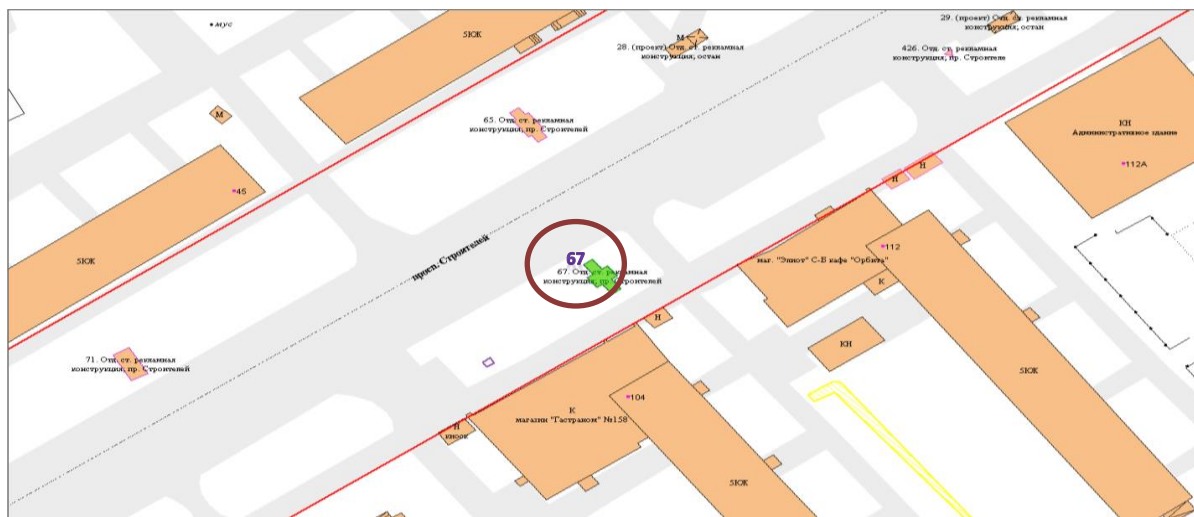 мус
5ЮК
М
28. (проект) Отд. ст. рекламная
конструкция, остан
29. (проект) Отд. ст. рекламная
конструкция, остан
426. Отд. ст. рекламная
конструкция, пр. Строителе
М
65. Отд. ст. рекламная
конструкция, пр. Строителей
КН
Административное здание
112А
45
Н
Н
5ЮК
просп. Строителей
67
67. Отд. ст. рекламная
конструкция, пр. Строителей
112
маг. "Элиот" С-Б кафе "Орбита"
К
Н
КН
71. Отд. ст. рекламная
конструкция, пр. Строителей
5ЮК
104
К
магазин "Гастраном" №158
Н
киоск
5ЮК